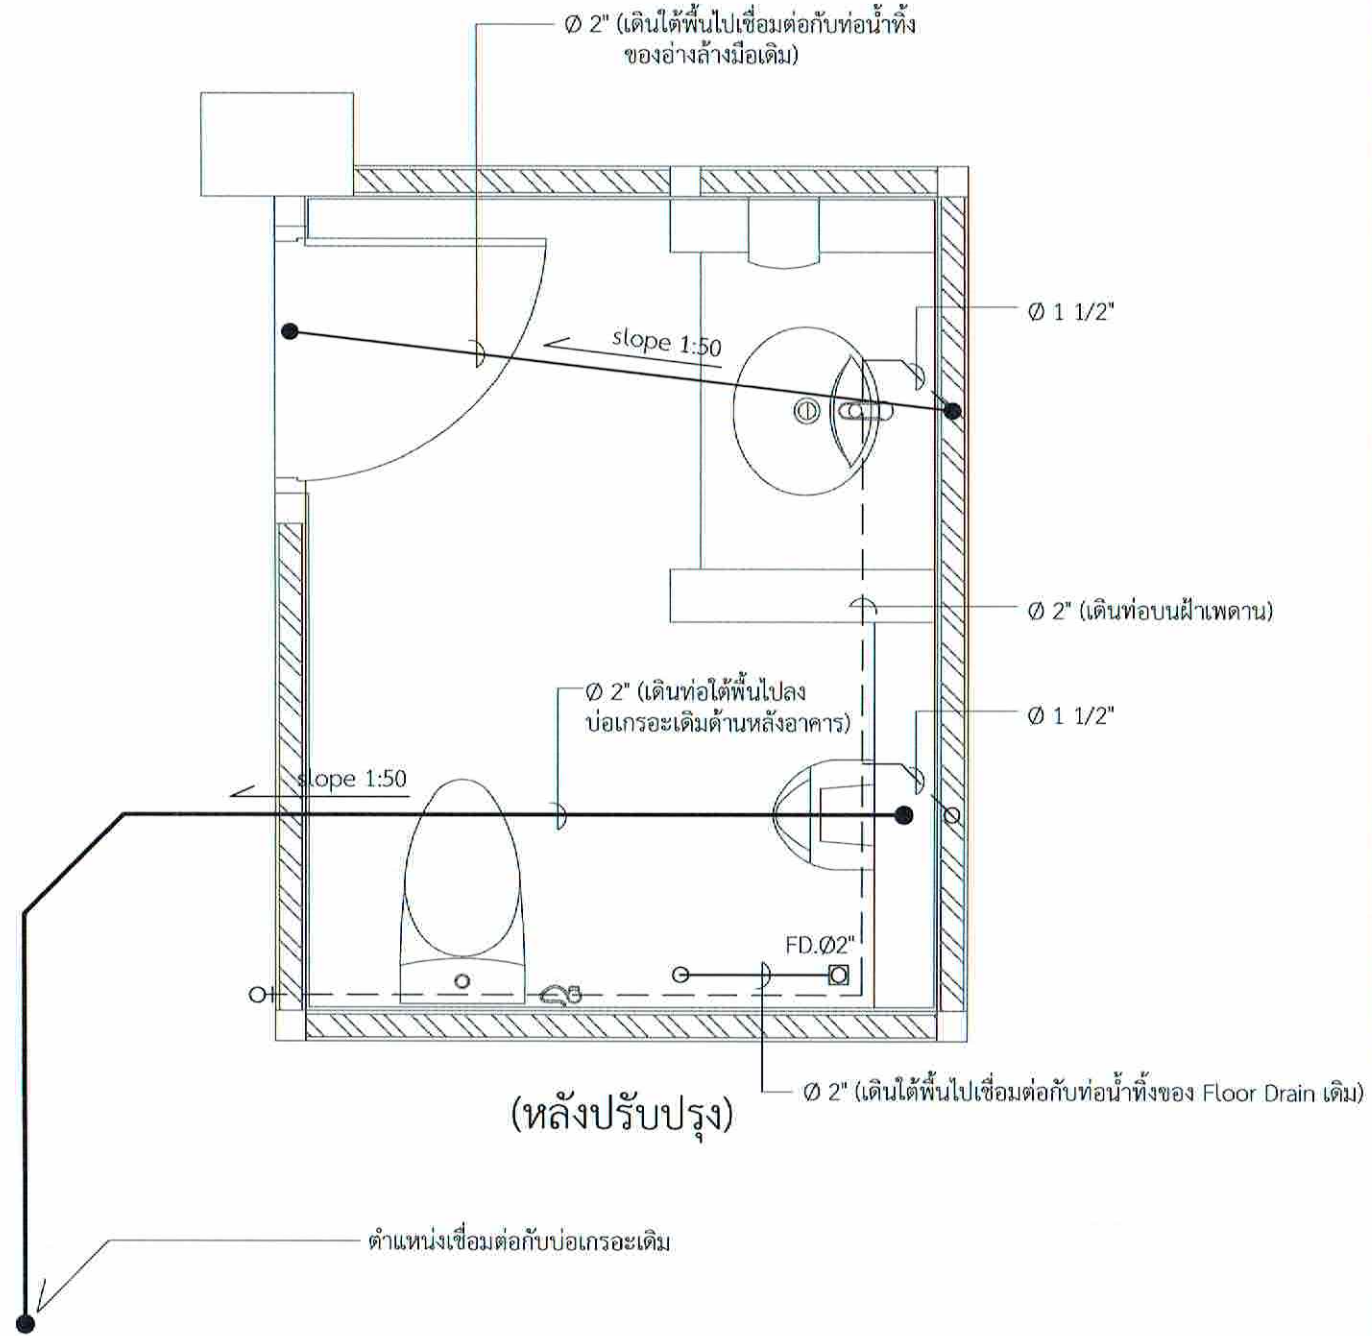 Ø 2" (เดินใต้พื้นไปเชื่อมต่อกับท่อน้ำทิ้ง
ของอ่างล้างมือเดิม)
Ø 1 1/2"
slope 1:50
Ø 2" (เดินท่อบนฝ้าเพดาน)
Ø 2" (เดินท่อใต้พื้นไปลง
บ่อเกรอะเดิมด้านหลังอาคาร)
Ø 1 1/2"
slope 1:50
FD.Ø2"
Ø 2" (เดินใต้พื้นไปเชื่อมต่อกับท่อน้ำทิ้งของ Floor Drain เดิม)
(หลังปรับปรุง)
ตำแหน่งเชื่อมต่อกับบ่อเกรอะเดิม